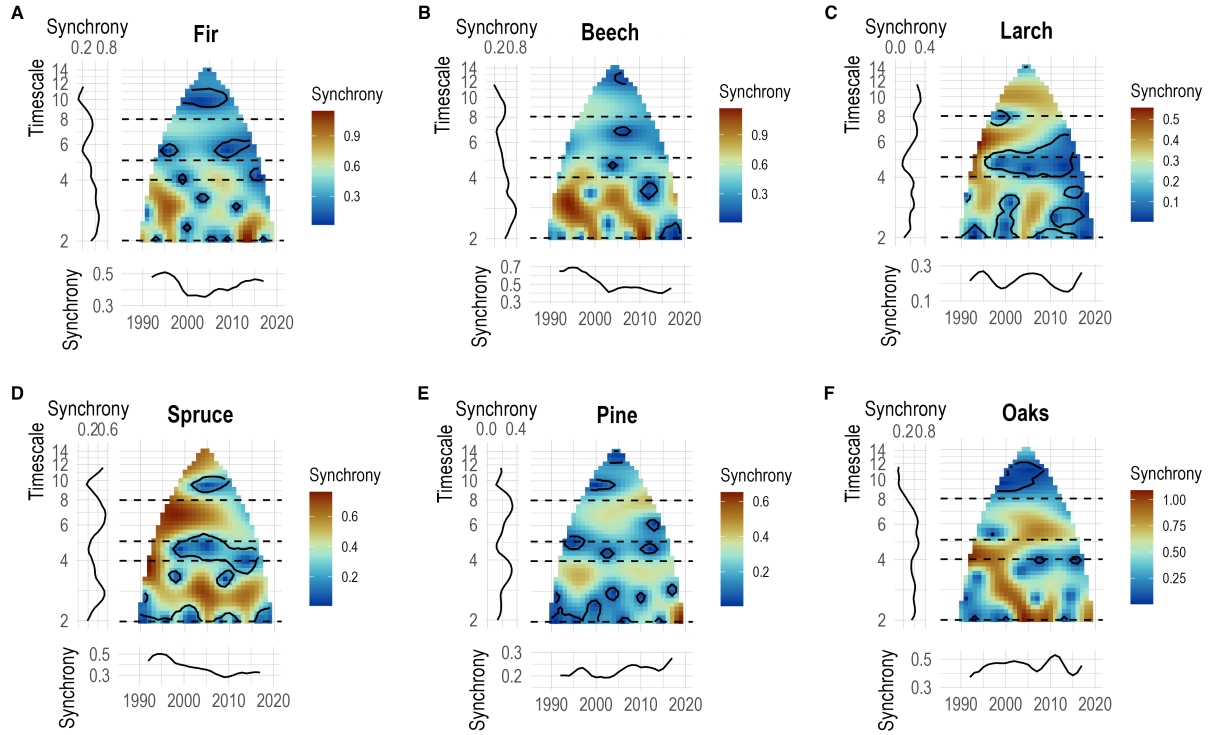 A
Synchrony
0.2 0.8
Fir
Timescale
14
12
10
8
6
4
2
Synchrony
0.9
0.6
0.3
Synchrony
0.5
0.3
1990 2000 2010 2020
B
Synchrony
0.20.8
Beech
Timescale
14
12
10
8
6
4
2
Synchrony
0.9
0.6
0.3
Synchrony
0.7
0.5
0.3
1990 2000 2010 2020
C
Synchrony
0.0 0.4
Larch
Timescale
14
12
10
8
6
4
2
Synchrony
0.5
0.4
0.3
0.2
0.1
Synchrony
0.3
0.1
1990 2000 2010 2020
D
Synchrony
0.20.6
Spruce
Timescale
14
12
10
8
6
4
2
Synchrony
0.6
0.4
0.2
Synchrony
0.5
0.3
1990 2000 2010 2020
E
Synchrony
0.0 0.4
Pine
Timescale
14
12
10
8
6
4
2
Synchrony
0.6
0.4
0.2
Synchrony
0.3
0.2
1990 2000 2010 2020
F
Synchrony
0.20.8
Oaks
Timescale
14
12
10
8
6
4
2
Synchrony
1.00
0.75
0.50
0.25
Synchrony
0.5
0.3
1990 2000 2010 2020